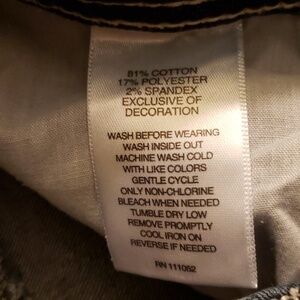 81% COTTON
17% POLYESTER
2% SPANDEX
EXCLUSIVE OF
DECORATION
WASH BEFORE WEARING
WASH INSIDE OUT
MACHINE WASH COLD
WITH LIKE COLORS
GENTLE CYCLE
ONLY NON-CHLORINE
BLEACH WHEN NEEDED
TUMBLE DRY LOW
REMOVE PROMPTLY
COOL IRON ON
REVERSE IF NEEDED
RN 111052